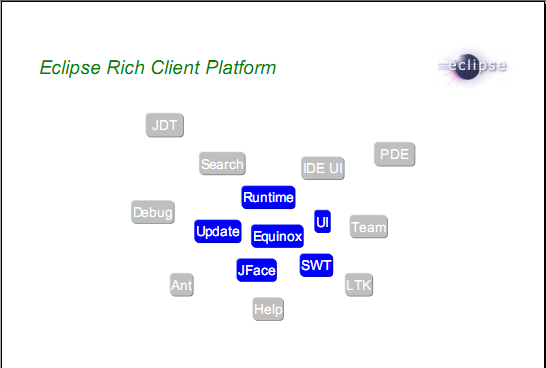 eclipse
Eclipse Rich Client Platform
JDT
PDE
Search
IDE UI
Runtime
Debug
UI
Update
Equinox
Team
JFace
SWT
Ant
LTK
Help